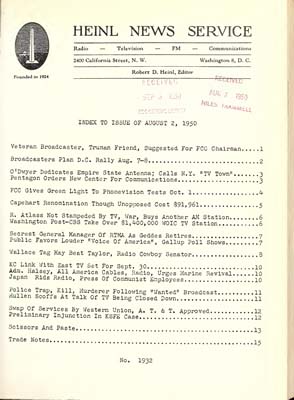 HEINL NEWS SERVICE
Radio — Television — FM — Communications
2400 California Street, N. W. Washington 8, D. C.
Robert D. Heinl, Editor
Founded in 1924
RECEIVED
RECEIVED
AUG 7 1950
NILES TRAMMELL
INDEX TO ISSUE OF AUGUST 2, 1950
Veteran Broadcaster, Truman Friend, Suggested For FCC Chairman.....1
Broadcasters Plan D.C. Rally Aug. 7-8...............2
O'Dwyer Dedicates Empire State Antenna; Calls N.Y. "TV Town"......3
Pentagon Orders New Center For Communications...............3
FCC Gives Green Light To Phonevision Tests Oct. 1...............4
Capehart Renomination Though Unopposed Cost $91,961...............5
R. Atlass Not Stampeded By TV, War, Buys Another AM Station.......6
Washington Post-CBS Take Over $1,400,000 WOIC TV Station..........6
Secrest General Manager Of RTMA As Geddes Retires...............7
Public Favors Louder "Voice Of America", Gallup Poll Shows........7
Wallace Tag May Beat Taylor, Radio Cowboy Senator...............8
KC Link With East TV Set For Sept. 30...............10
Adm. Halsey, All America Cables, Radio, Urges Marine Revival......10
Japan Rids Radio, Press Of Communist Employees...............10
Police Trap, Kill, Murderer Following "Wanted" Broadcast..........11
Mullen Scoffs At Talk Of TV Being Closed Down...............11
Swap Of Services By Western Union, A. T. & T. Approved............12
Preliminary Injunction In KSFE Case...............12
Scissors And Paste...............13
Trade Notes...............15
No. 1932